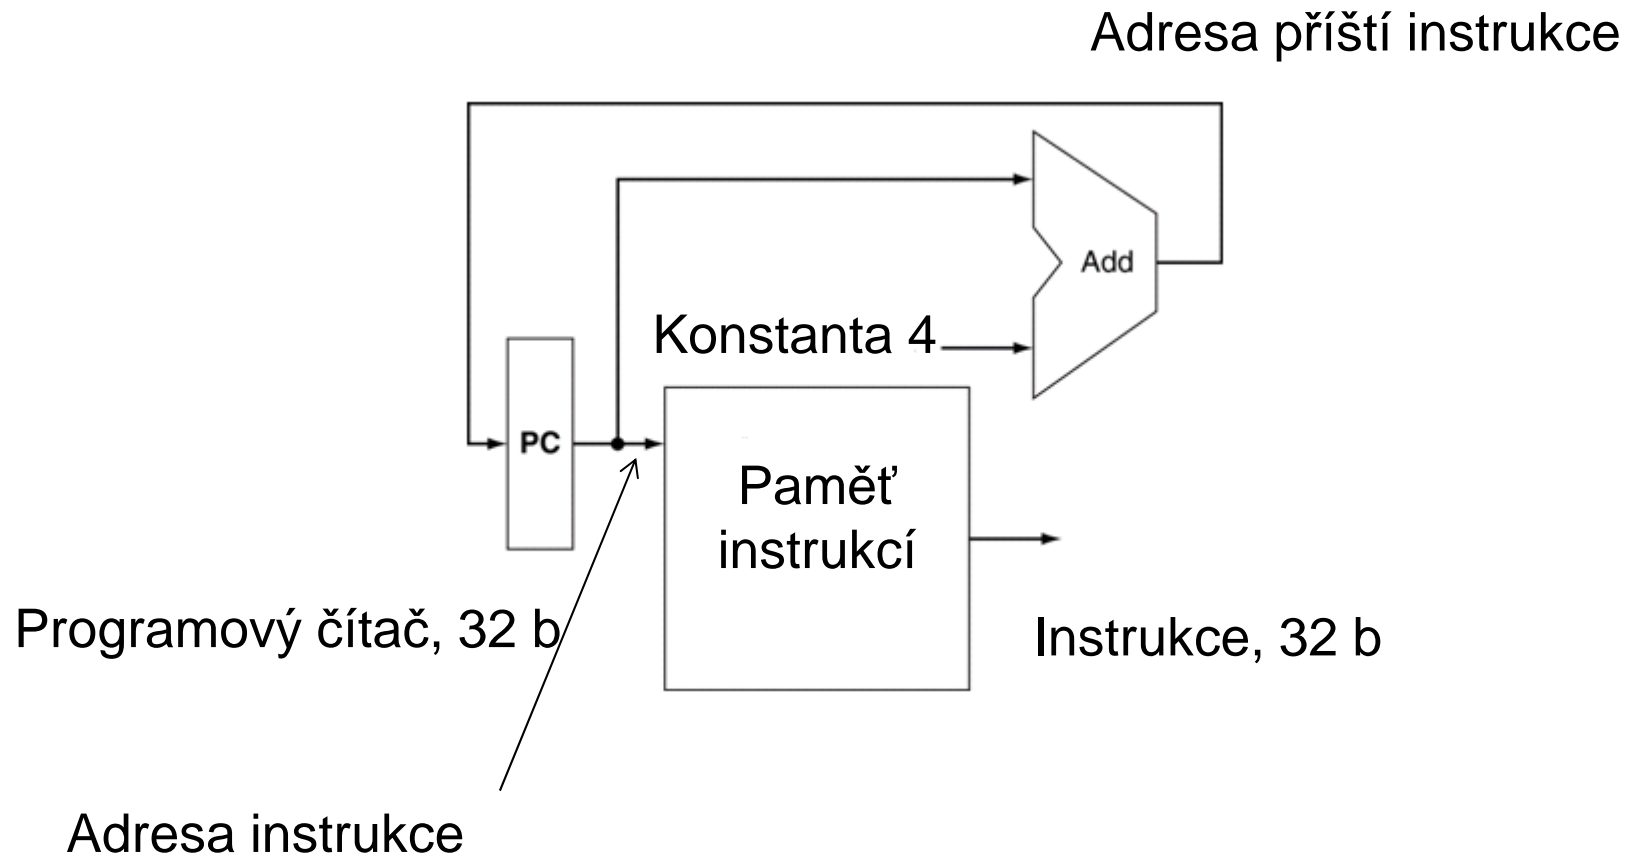 Adresa příští instrukce
Add
Konstanta 4
PC
Paměť
instrukcí
Programový čítač, 32 b
Instrukce, 32 b
Adresa instrukce